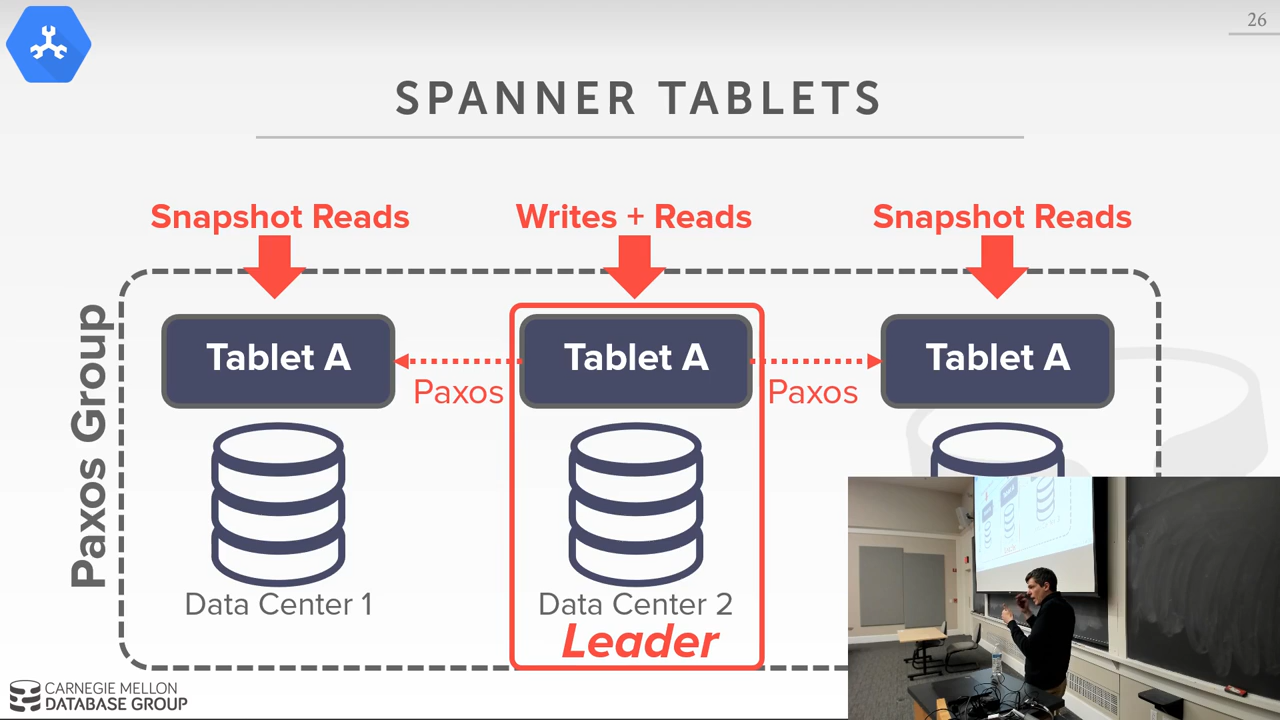 26
SPANNER TABLETS
Snapshot Reads
Writes + Reads
Snapshot Reads
Paxos Group
Tablet A
Tablet A
Tablet A
Paxos
Paxos
Data Center 1
Data Center 2
Leader
CARNEGIE MELLON
DATABASE GROUP